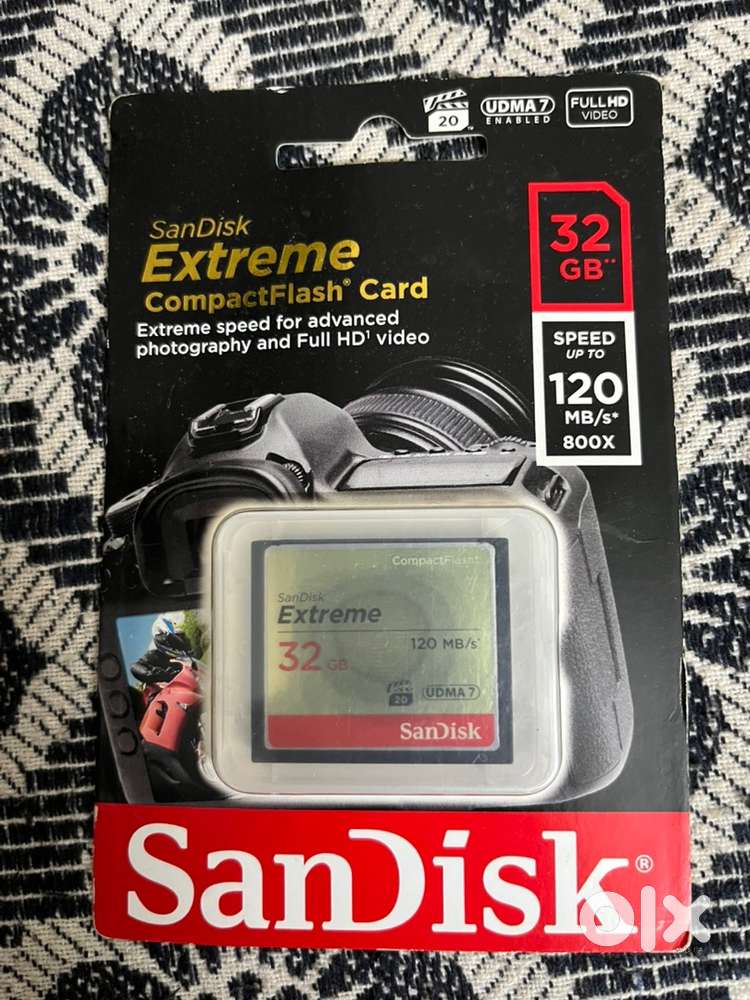 20
UDMA 7
ENABLED
FULL HD
VIDEO
SanDisk
Extreme
CompactFlash® Card
Extreme speed for advanced
photography and Full HD¹ video
32
GB**
SPEED
UP TO
120
MB/s*
800X
CompactFlash®
SanDisk
Extreme
32 GB
120 MB/s*
20
UDMA 7
SanDisk
SanDisk®
olx